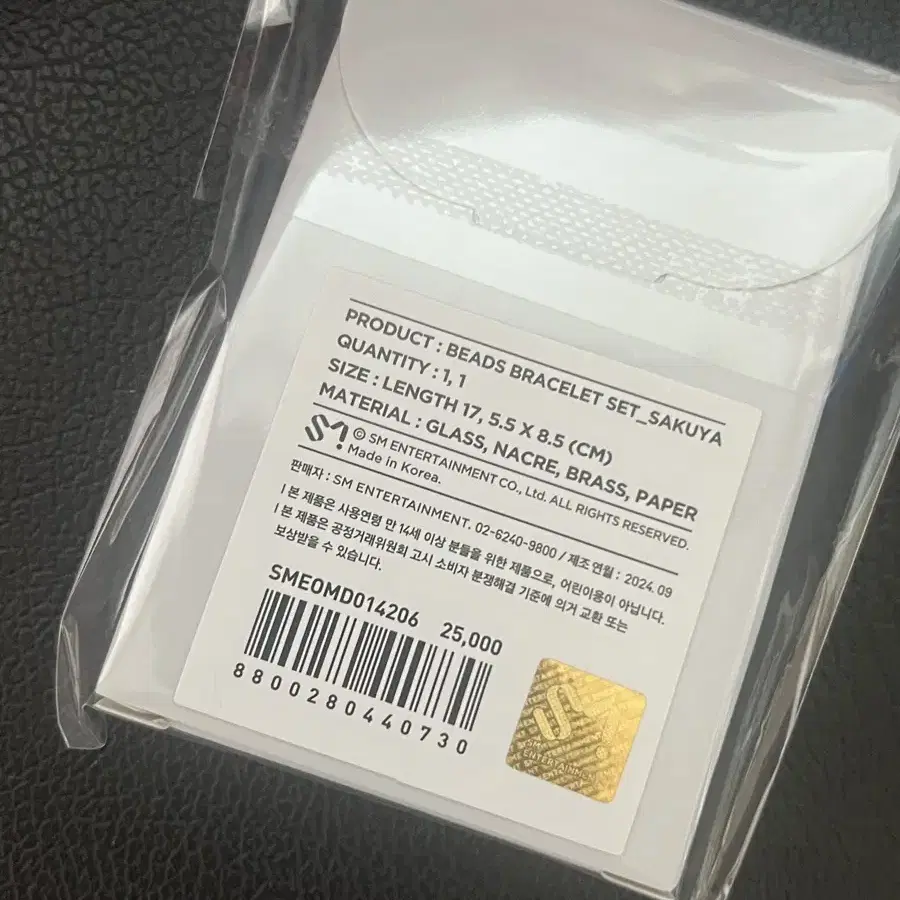 PRODUCT : BEADS BRACELET SET_SAKUYA
QUANTITY : 1, 1
SIZE : LENGTH 17, 5.5 X 8.5 (CM)
MATERIAL : GLASS, NACRE, BRASS, PAPER
SM © SM ENTERTAINMENT CO., Ltd. ALL RIGHTS RESERVED.
Made in Korea.
판매자 : SM ENTERTAINMENT. 02-6240-9800 / 제조연월 : 2024.09
l 본 제품은 사용연령 만 14세 이상 분들을 위한 제품으로, 어린이용이 아닙니다.
l 본 제품은 공정거래위원회 고시 소비자 분쟁해결 기준에 의거 교환 또는
보상받을 수 있습니다.
SMEOMD014206 25,000
8800280440730
SM
SM
ENTERTAINMENT